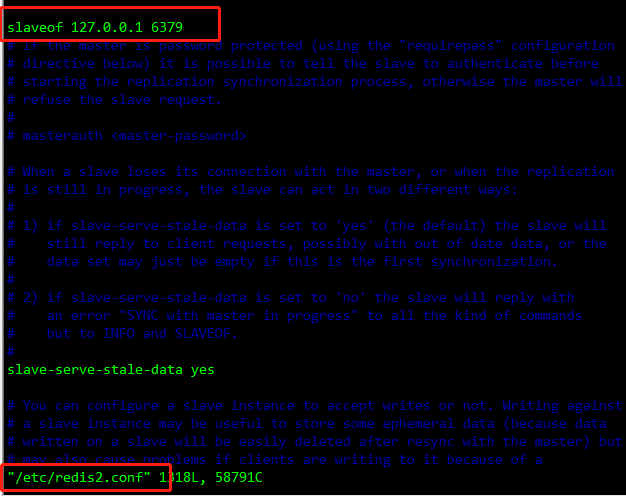 slaveof 127.0.0.1 6379
# If the master is password protected (using the "requirepass" configuration
# directive below) it is possible to tell the slave to authenticate before
# starting the replication synchronization process, otherwise the master will
# refuse the slave request.
#
# masterauth <master-password>
# When a slave loses its connection with the master, or when the replication
# is still in progress, the slave can act in two different ways:
#
# 1) if slave-serve-stale-data is set to 'yes' (the default) the slave will
#    still reply to client requests, possibly with out of date data, or the
#    data set may just be empty if this is the first synchronization.
#
# 2) if slave-serve-stale-data is set to 'no' the slave will reply with
#    an error "SYNC with master in progress" to all the kind of commands
#    but to INFO and SLAVEOF.
#
slave-serve-stale-data yes
# You can configure a slave instance to accept writes or not. Writing against
# a slave instance may be useful to store some ephemeral data (because data
# written on a slave will be easily deleted after resync with the master) but
# may also cause problems if clients are writing to it because of a
"/etc/redis2.conf" 1318L, 58791C